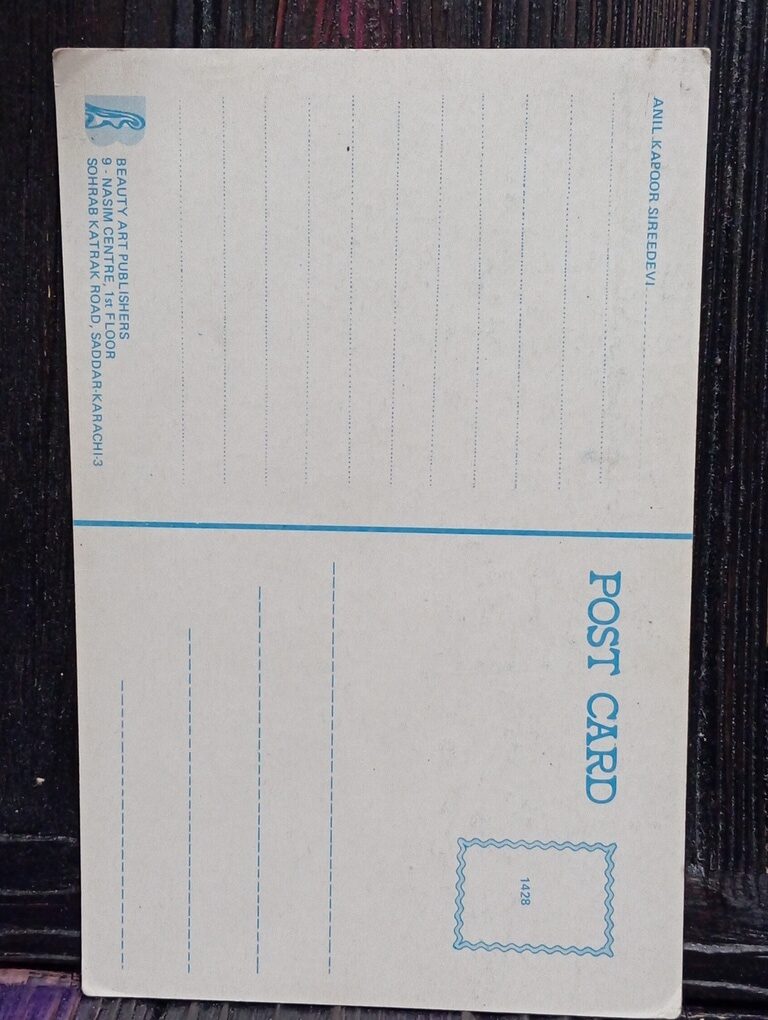 ANIL KAPOOR SIREEDEVI
BEAUTY ART PUBLISHERS
9 - NASIM CENTRE, 1st FLOOR
SOHRAB KATRAK ROAD, SADDAR-KARACHI-3
POST CARD
1428